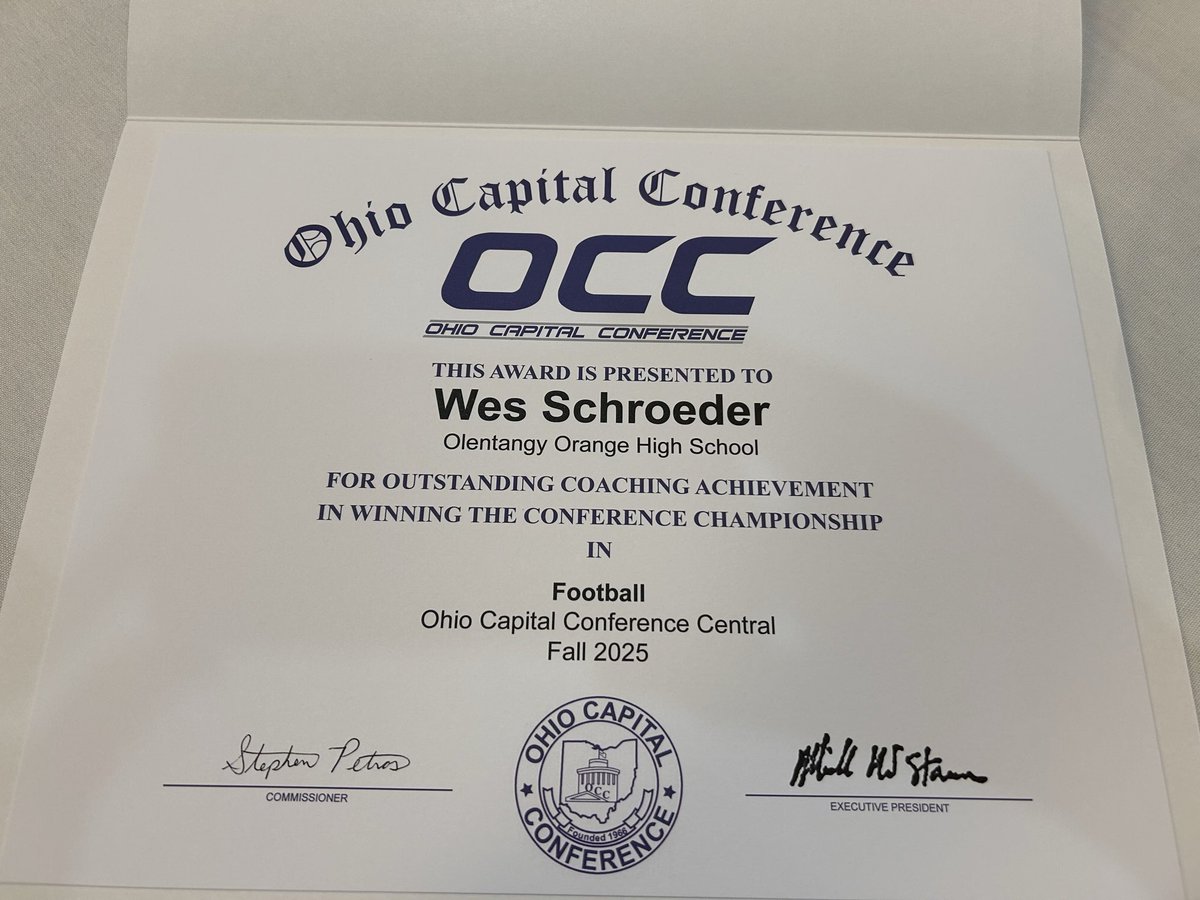 Ohio Capital Conference
OCC
OHIO CAPITAL CONFERENCE
THIS AWARD IS PRESENTED TO
Wes Schroeder
Olentangy Orange High School
FOR OUTSTANDING COACHING ACHIEVEMENT
IN WINNING THE CONFERENCE CHAMPIONSHIP
IN
Football
Ohio Capital Conference Central
Fall 2025
Stephen Petros
COMMISSIONER
OHIO CAPITAL
OCC
Founded 1966
CONFERENCE
EXECUTIVE PRESIDENT